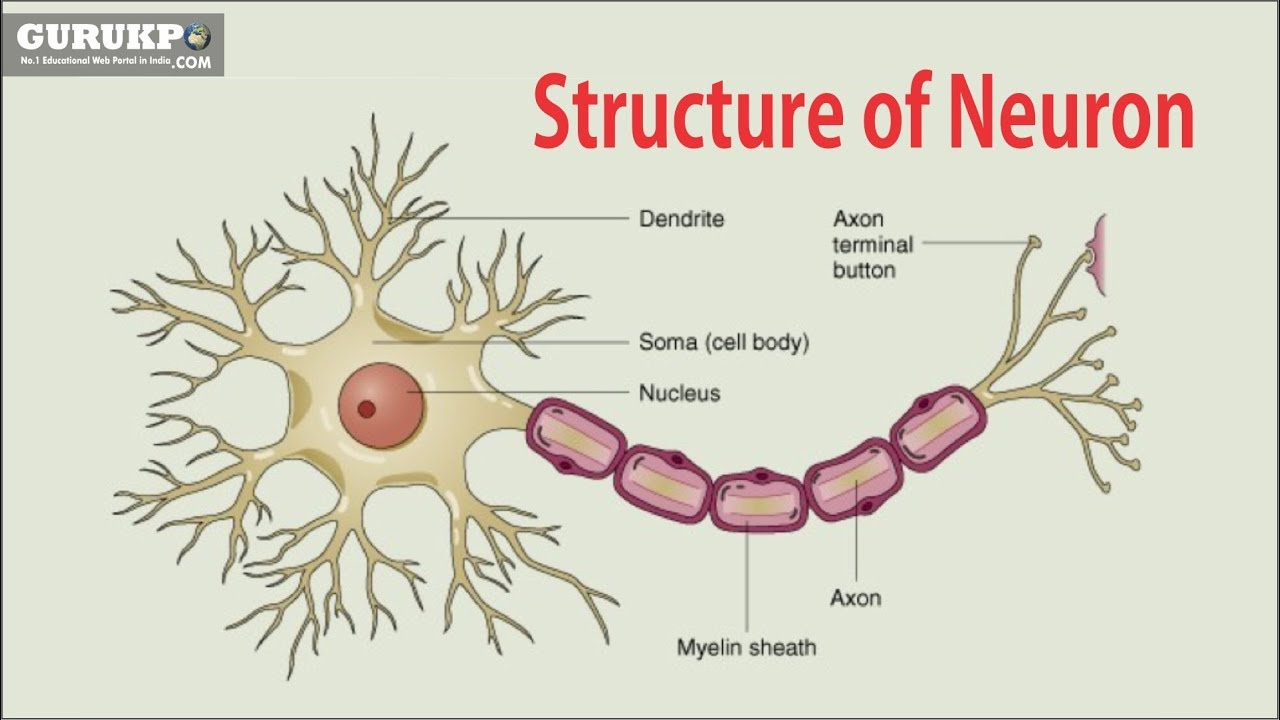 GURUKPO
No.1 Educational Web Portal in India .COM
Structure of Neuron
Dendrite
Axon
terminal
button
Soma (cell body)
Nucleus
Axon
Myelin sheath